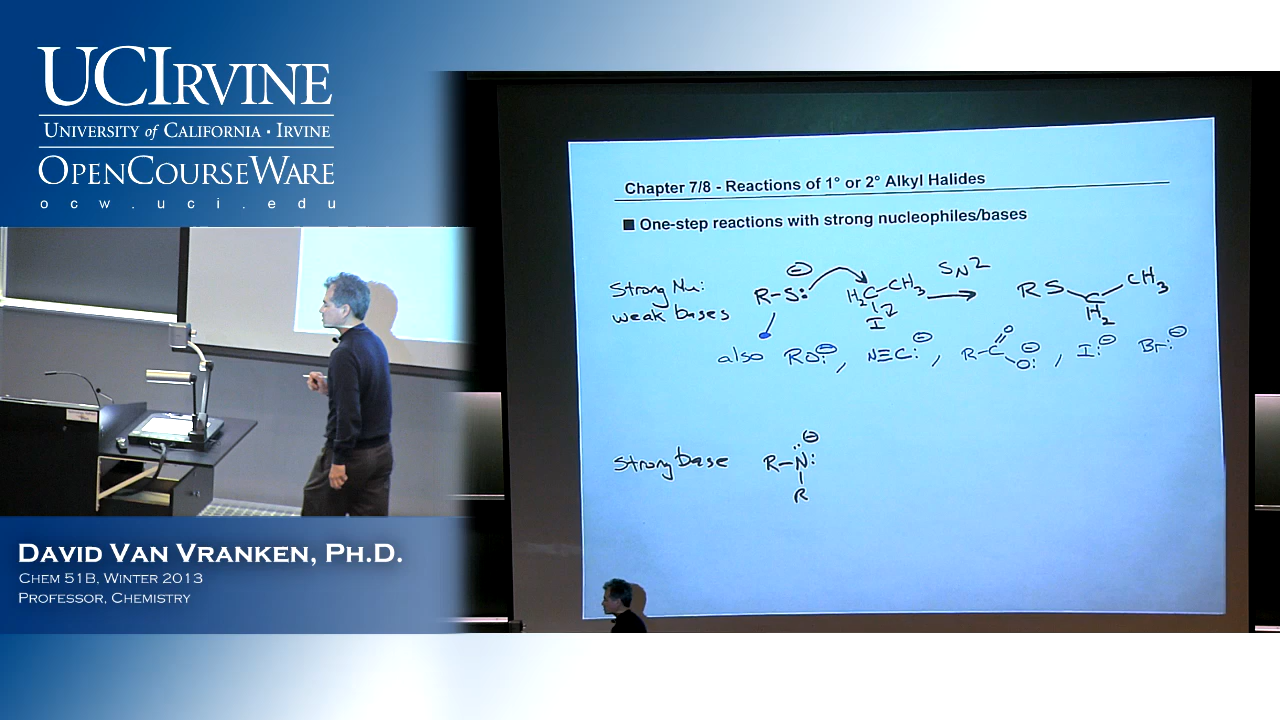 UCIRVINE
UNIVERSITY of CALIFORNIA · IRVINE
OPENCOURSEWARE
ocw.uci.edu
DAVID VAN VRANKEN, PH.D.
CHEM 51B, WINTER 2013
PROFESSOR, CHEMISTRY
Chapter 7/8 - Reactions of 1° or 2° Alkyl Halides
■ One-step reactions with strong nucleophiles/bases
Strong Nu:
weak bases
R-S:⊖ H₂C-CH₃ I SN2 → RS-CH₂-CH₃
also RO:⊖, N≡C:⊖, R-C(=O)O:⊖, I:⊖ Br:⊖
strong base R-N̈:⊖
R